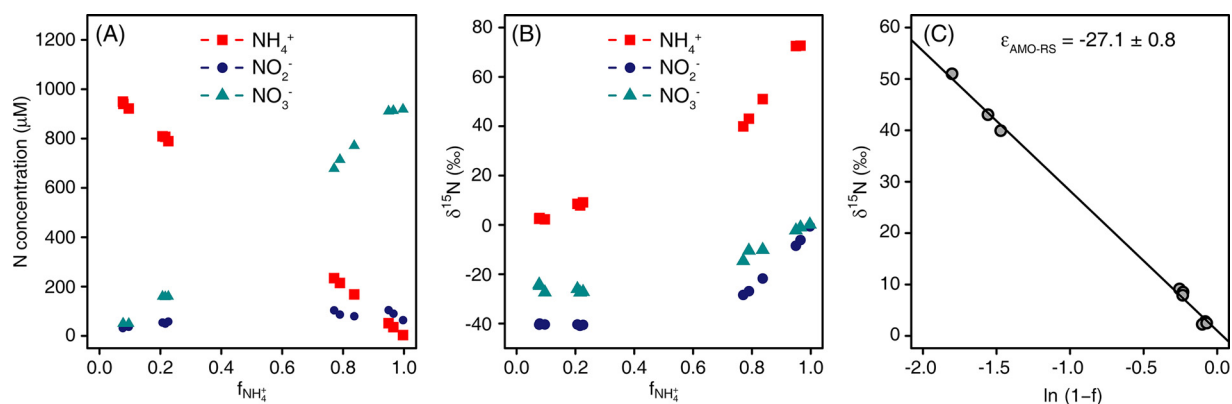 (A)
NH₄⁺
NO₂⁻
NO₃⁻
N concentration (μM)
1200
1000
800
600
400
200
0
0.0 0.2 0.4 0.6 0.8 1.0
f_NH₄⁺
(B)
NH₄⁺
NO₂⁻
NO₃⁻
δ¹⁵N (‰)
80
60
40
20
0
-20
-40
0.0 0.2 0.4 0.6 0.8 1.0
f_NH₄⁺
(C)
ε_AMO-RS = -27.1 ± 0.8
δ¹⁵N (‰)
60
50
40
30
20
10
0
-2.0 -1.5 -1.0 -0.5 0.0
ln (1−f)